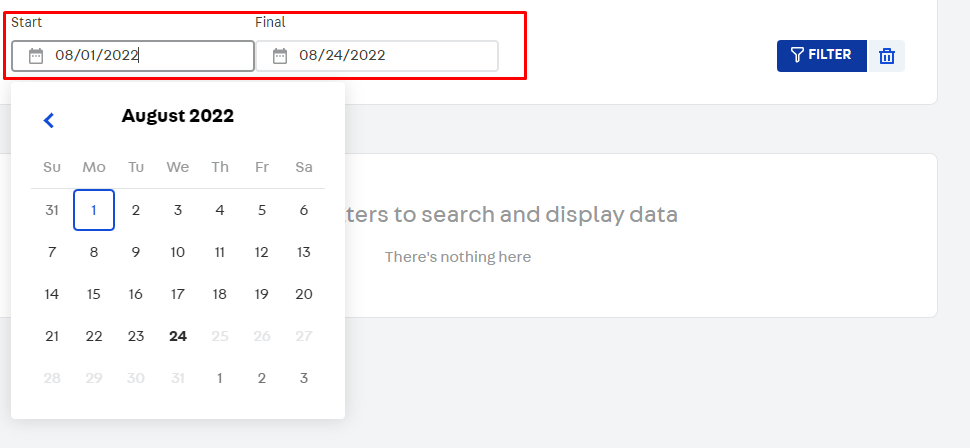 Start Final
08/01/2022 08/24/2022
FILTER
August 2022
Su Mo Tu We Th Fr Sa
31 1 2 3 4 5 6
7 8 9 10 11 12 13
14 15 16 17 18 19 20
21 22 23 24 25 26 27
28 29 30 31 1 2 3
ters to search and display data
There's nothing here